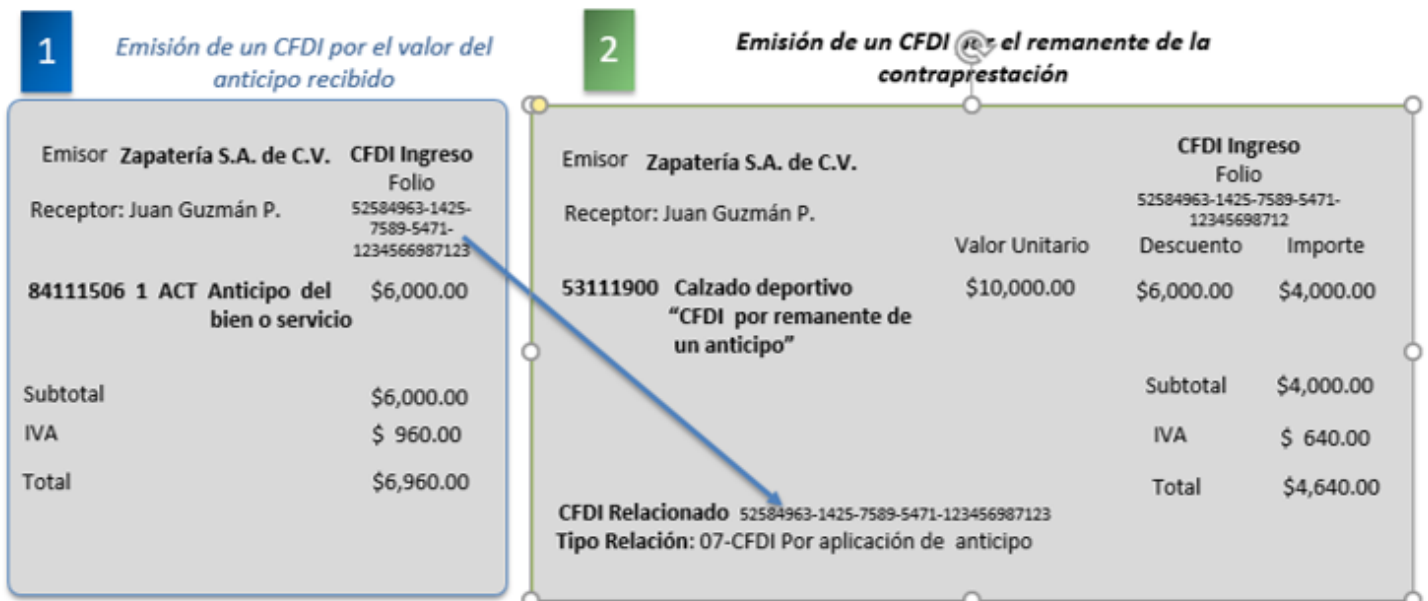 1
Emisión de un CFDI por el valor del
anticipo recibido
Emisor Zapatería S.A. de C.V. CFDI Ingreso
Folio
Receptor: Juan Guzmán P. 52584963-1425-
7589-5471-
1234566987123
84111506 1 ACT Anticipo del $6,000.00
bien o servicio
Subtotal $6,000.00
IVA $ 960.00
Total $6,960.00
2
Emisión de un CFDI el remanente de la
contraprestación
Emisor Zapatería S.A. de C.V. CFDI Ingreso
Folio
52584963-1425-7589-5471-
Receptor: Juan Guzmán P. 12345698712
Valor Unitario Descuento Importe
53111900 Calzado deportivo $10,000.00 $6,000.00 $4,000.00
“CFDI por remanente de
un anticipo”
Subtotal $4,000.00
IVA $ 640.00
Total $4,640.00
CFDI Relacionado 52584963-1425-7589-5471-123456987123
Tipo Relación: 07-CFDI Por aplicación de anticipo